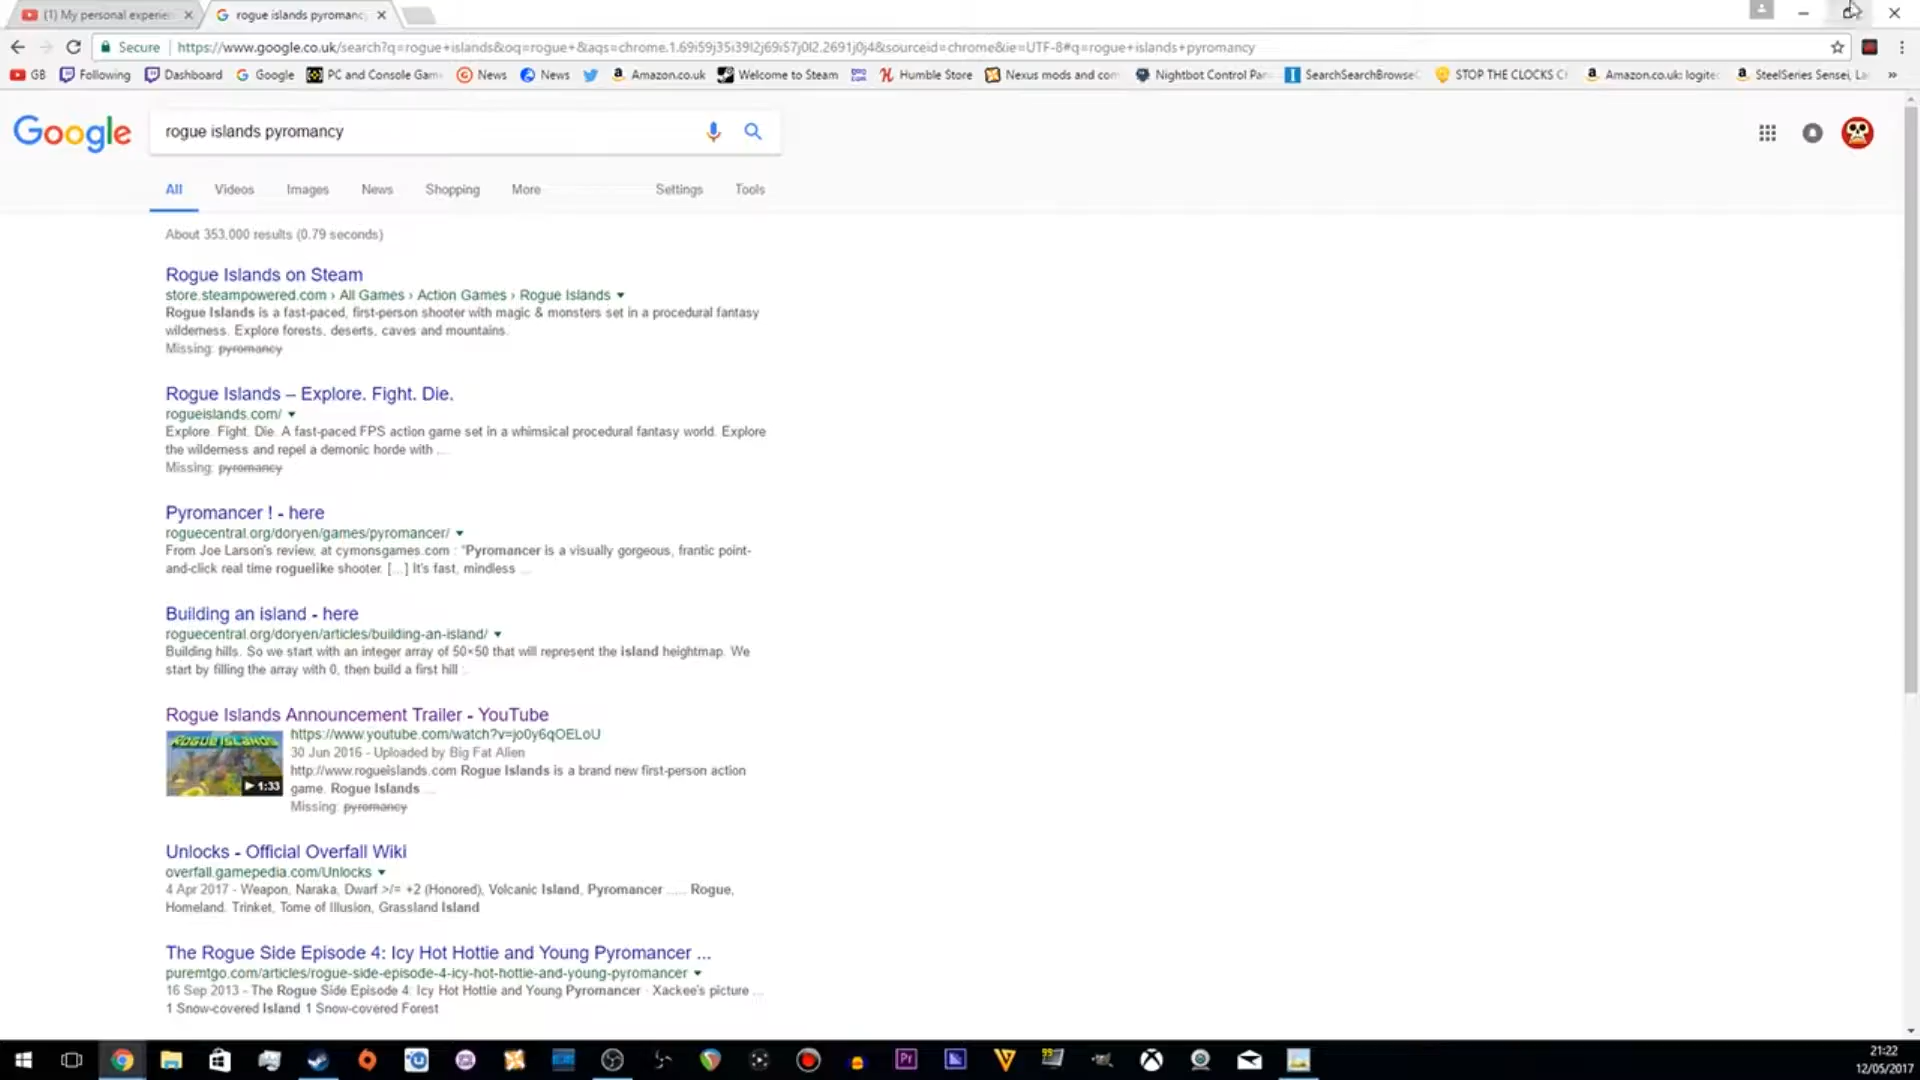 (1) My personal experie
rogue islands pyromanc
Secure
https://www.google.co.uk/search?q=rogue+islands&oq=rogue+&aqs=chrome.1.69i59j35i39l2j69i57j0l2.2691j0j4&sourceid=chrome&ie=UTF-8#q=rogue+islands+pyromancy
GB Following Dashboard Google PC and Console Gam News News Amazon.co.uk Welcome to Steam Humble Store Nexus mods and com Nightbot Control Pan SearchSearchBrowse STOP THE CLOCKS Amazon.co.uk: logitec SteelSeries Sensei, La »
Google
rogue islands pyromancy
All Videos Images News Shopping More Settings Tools
About 353,000 results (0.79 seconds)
Rogue Islands on Steam
store.steampowered.com › All Games › Action Games › Rogue Islands
Rogue Islands is a fast-paced, first-person shooter with magic & monsters set in a procedural fantasy
wilderness. Explore forests, deserts, caves and mountains.
Missing: pyromancy
Rogue Islands – Explore. Fight. Die.
rogueislands.com/
Explore. Fight. Die. A fast-paced FPS action game set in a whimsical procedural fantasy world. Explore
the wilderness and repel a demonic horde with ...
Missing: pyromancy
Pyromancer ! - here
roguecentral.org/doryen/games/pyromancer/
From Joe Larson's review, at cymonsgames.com : "Pyromancer is a visually gorgeous, frantic point-
and-click real time roguelike shooter. [...] It's fast, mindless ...
Building an island - here
roguecentral.org/doryen/articles/building-an-island/
Building hills. So we start with an integer array of 50×50 that will represent the island heightmap. We
start by filling the array with 0, then build a first hill :
Rogue Islands Announcement Trailer - YouTube
ROGUE ISLANDS
1:33
https://www.youtube.com/watch?v=jo0y6qOELoU
30 Jun 2016 - Uploaded by Big Fat Alien
http://www.rogueislands.com Rogue Islands is a brand new first-person action
game. Rogue Islands ...
Missing: pyromancy
Unlocks - Official Overfall Wiki
overfall.gamepedia.com/Unlocks
4 Apr 2017 - Weapon, Naraka, Dwarf >/= +2 (Honored), Volcanic Island, Pyromancer ..... Rogue,
Homeland. Trinket, Tome of Illusion, Grassland Island
The Rogue Side Episode 4: Icy Hot Hottie and Young Pyromancer ...
puremtgo.com/articles/rogue-side-episode-4-icy-hot-hottie-and-young-pyromancer
16 Sep 2013 - The Rogue Side Episode 4: Icy Hot Hottie and Young Pyromancer · Xackee's picture ...
1 Snow-covered Island 1 Snow-covered Forest
Pr
21:22
12/05/2017